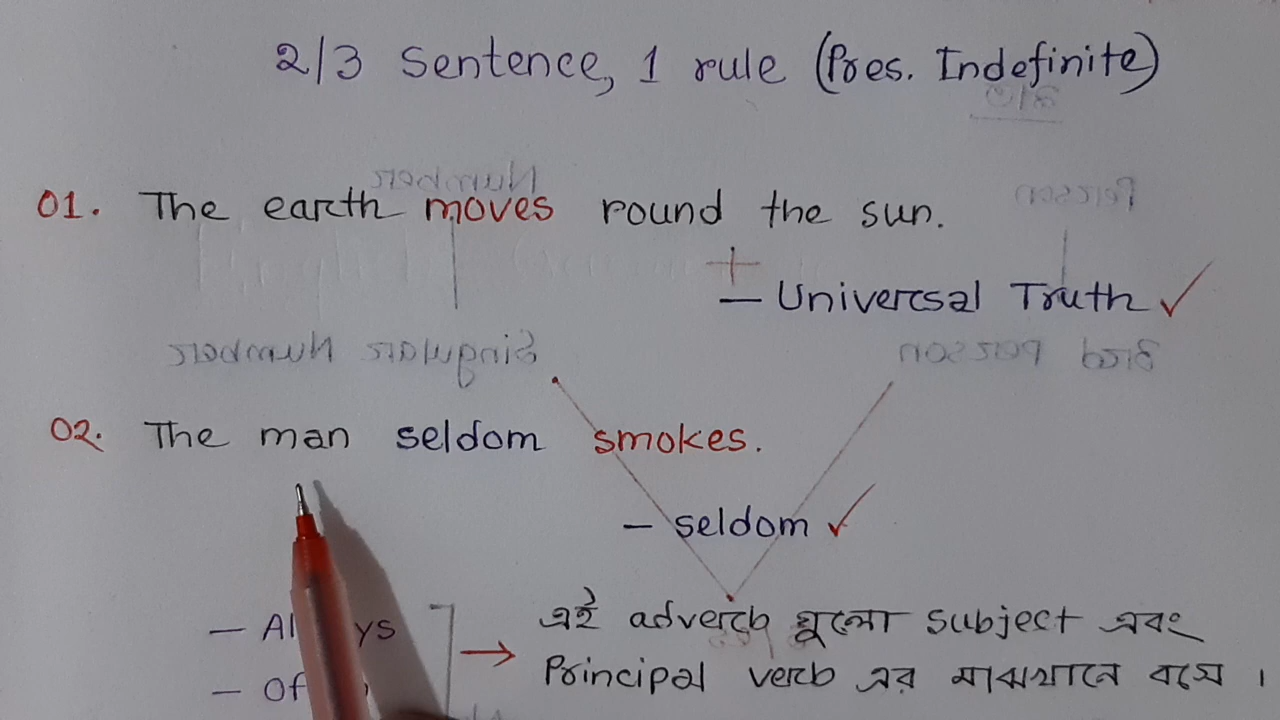 2/3 Sentence, 1 rule (Pres. Indefinite)
01. The earth moves round the sun.
— Universal Truth ✓
02. The man seldom smokes.
— seldom ✓
এই adverb গুলো subject এবং
Principal verb এর মাঝখানে বসে ।